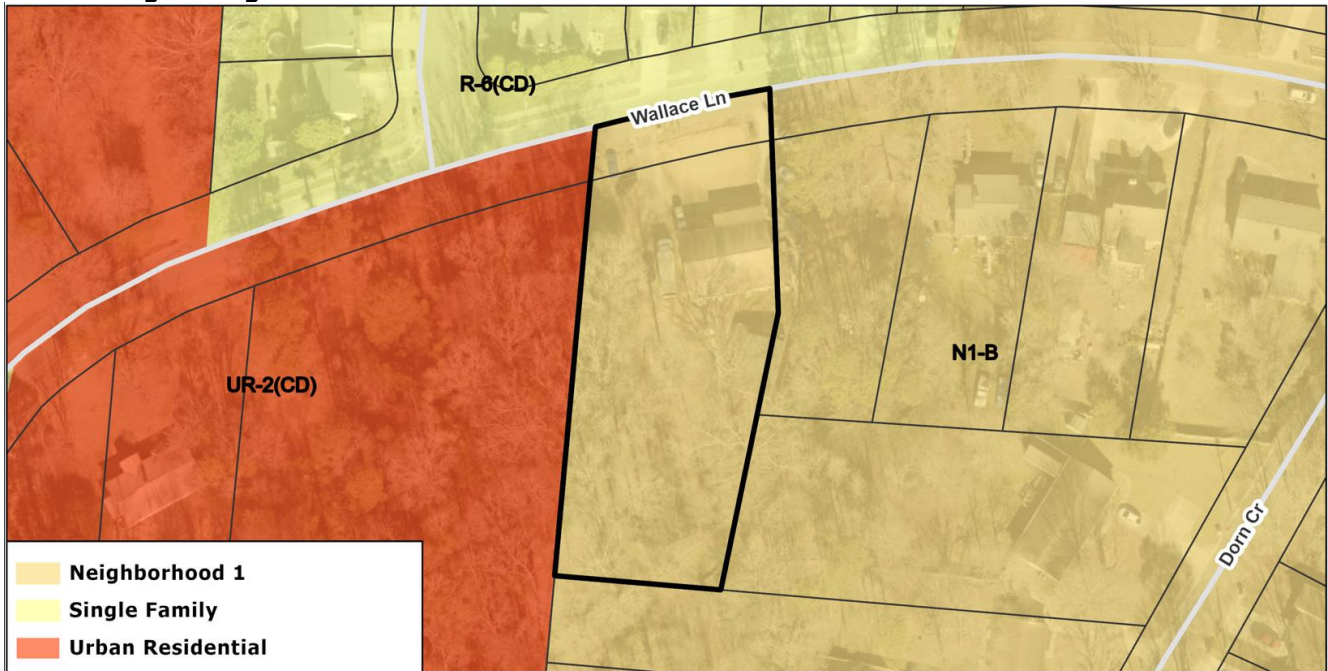 R-6(CD)
Wallace Ln
N1-B
UR-2(CD)
Dorn Cr
Neighborhood 1
Single Family
Urban Residential